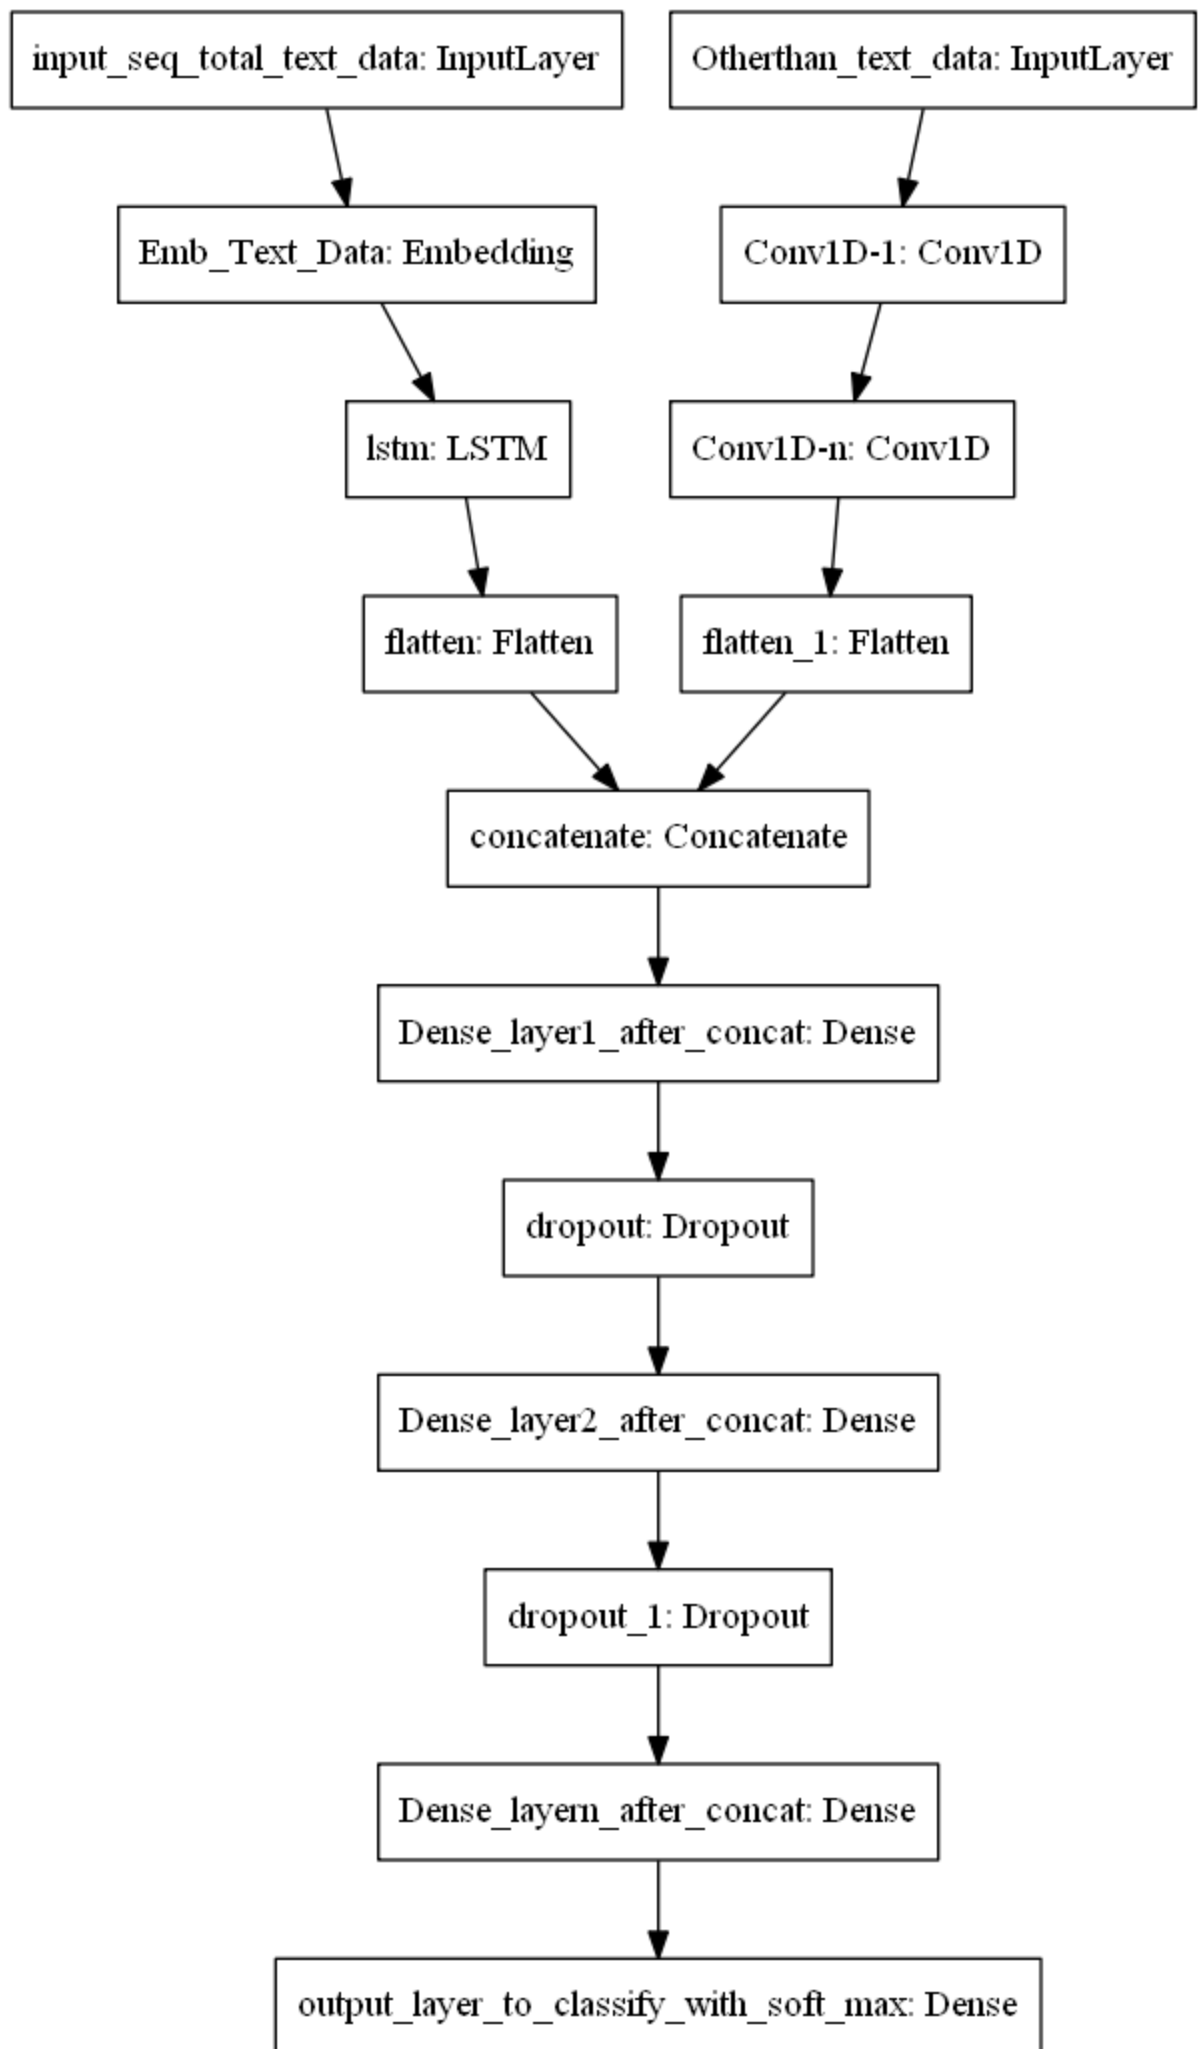 input_seq_total_text_data: InputLayer
Otherthan_text_data: InputLayer
Emb_Text_Data: Embedding
Conv1D-1: Conv1D
lstm: LSTM
Conv1D-n: Conv1D
flatten: Flatten
flatten_1: Flatten
concatenate: Concatenate
Dense_layer1_after_concat: Dense
dropout: Dropout
Dense_layer2_after_concat: Dense
dropout_1: Dropout
Dense_layern_after_concat: Dense
output_layer_to_classify_with_soft_max: Dense